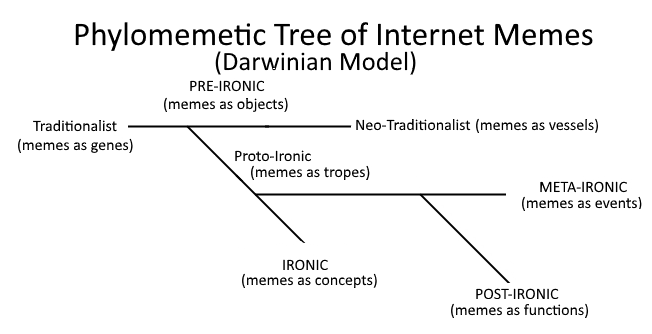 Phylomemetic Tree of Internet Memes
(Darwinian Model)
PRE-IRONIC
(memes as objects)
Traditionalist
(memes as genes)
Neo-Traditionalist (memes as vessels)
Proto-Ironic
(memes as tropes)
META-IRONIC
(memes as events)
IRONIC
(memes as concepts)
POST-IRONIC
(memes as functions)